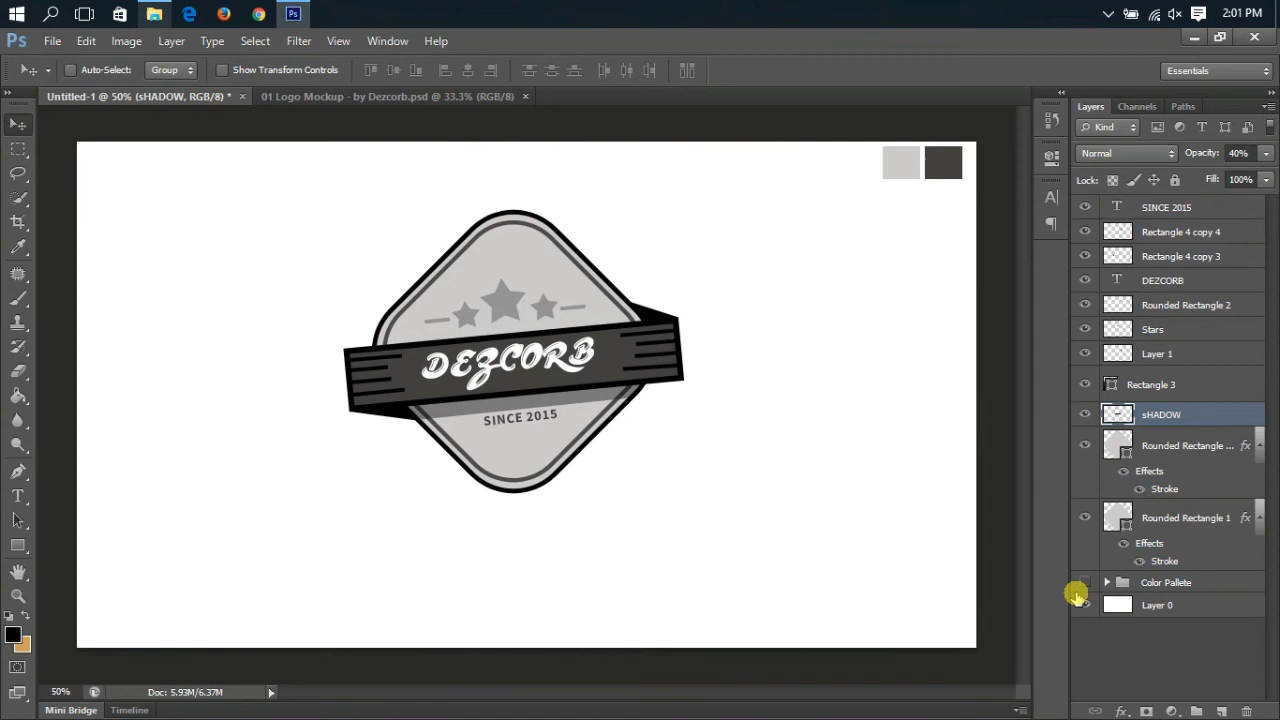 2:01 PM
Ps
File Edit Image Layer Type Select Filter View Window Help
Auto-Select: Group Show Transform Controls Essentials
Untitled-1 @ 50% (sHADOW, RGB/8) * × 01 Logo Mockup - by Dezcorb.psd @ 33.3% (RGB/8) ×
Layers Channels Paths
Kind
Normal Opacity: 40%
Lock: Fill: 100%
SINCE 2015
Rectangle 4 copy 4
Rectangle 4 copy 3
DEZCORB
Rounded Rectangle 2
Stars
Layer 1
Rectangle 3
sHADOW
Rounded Rectangle ... fx
Effects
Stroke
Rounded Rectangle 1 fx
Effects
Stroke
Color Pallete
Layer 0
DEZCORB
SINCE 2015
50% Doc: 5.93M/6.37M
Mini Bridge Timeline